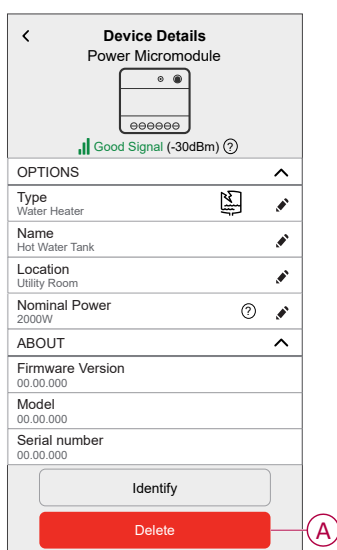 Device Details
Power Micromodule
Good Signal (-30dBm) ?
OPTIONS
Type
Water Heater
Name
Hot Water Tank
Location
Utility Room
Nominal Power ?
2000W
ABOUT
Firmware Version
00.00.000
Model
00.00.000
Serial number
00.00.000
Identify
Delete
A